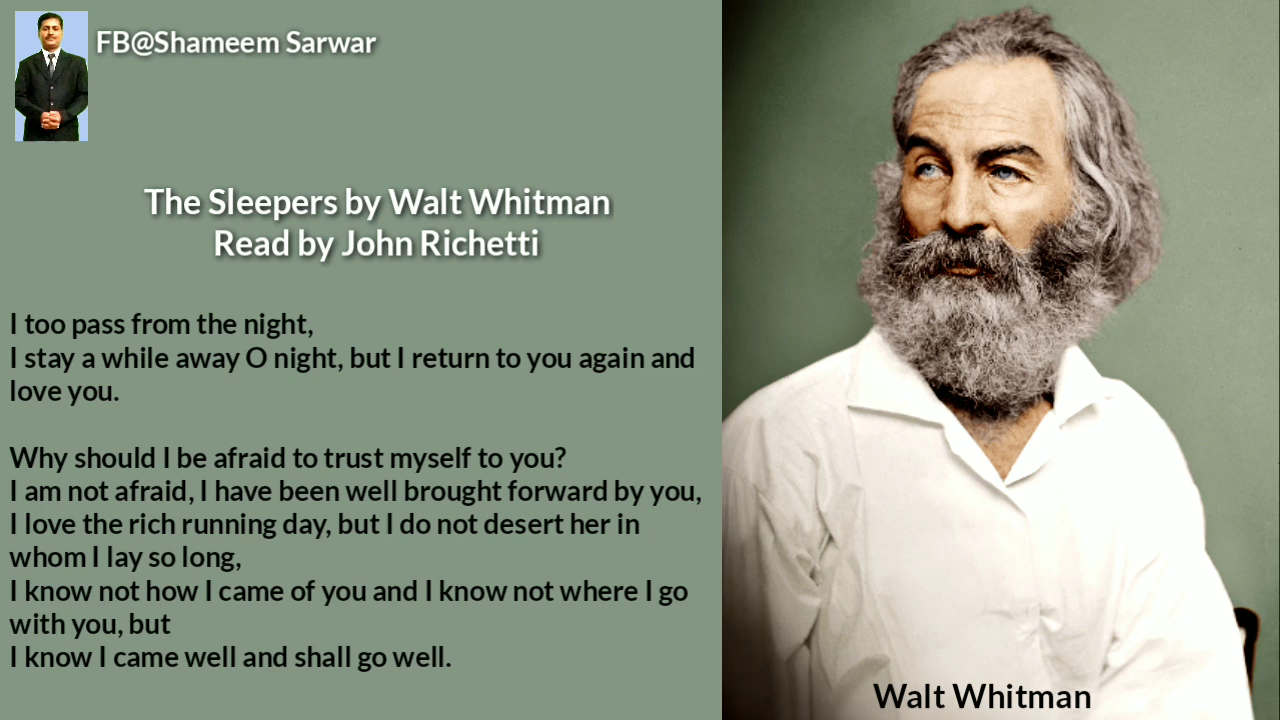 FB@Shameem Sarwar
The Sleepers by Walt Whitman
Read by John Richetti
I too pass from the night,
I stay a while away O night, but I return to you again and
love you.
Why should I be afraid to trust myself to you?
I am not afraid, I have been well brought forward by you,
I love the rich running day, but I do not desert her in
whom I lay so long,
I know not how I came of you and I know not where I go
with you, but
I know I came well and shall go well.
Walt Whitman